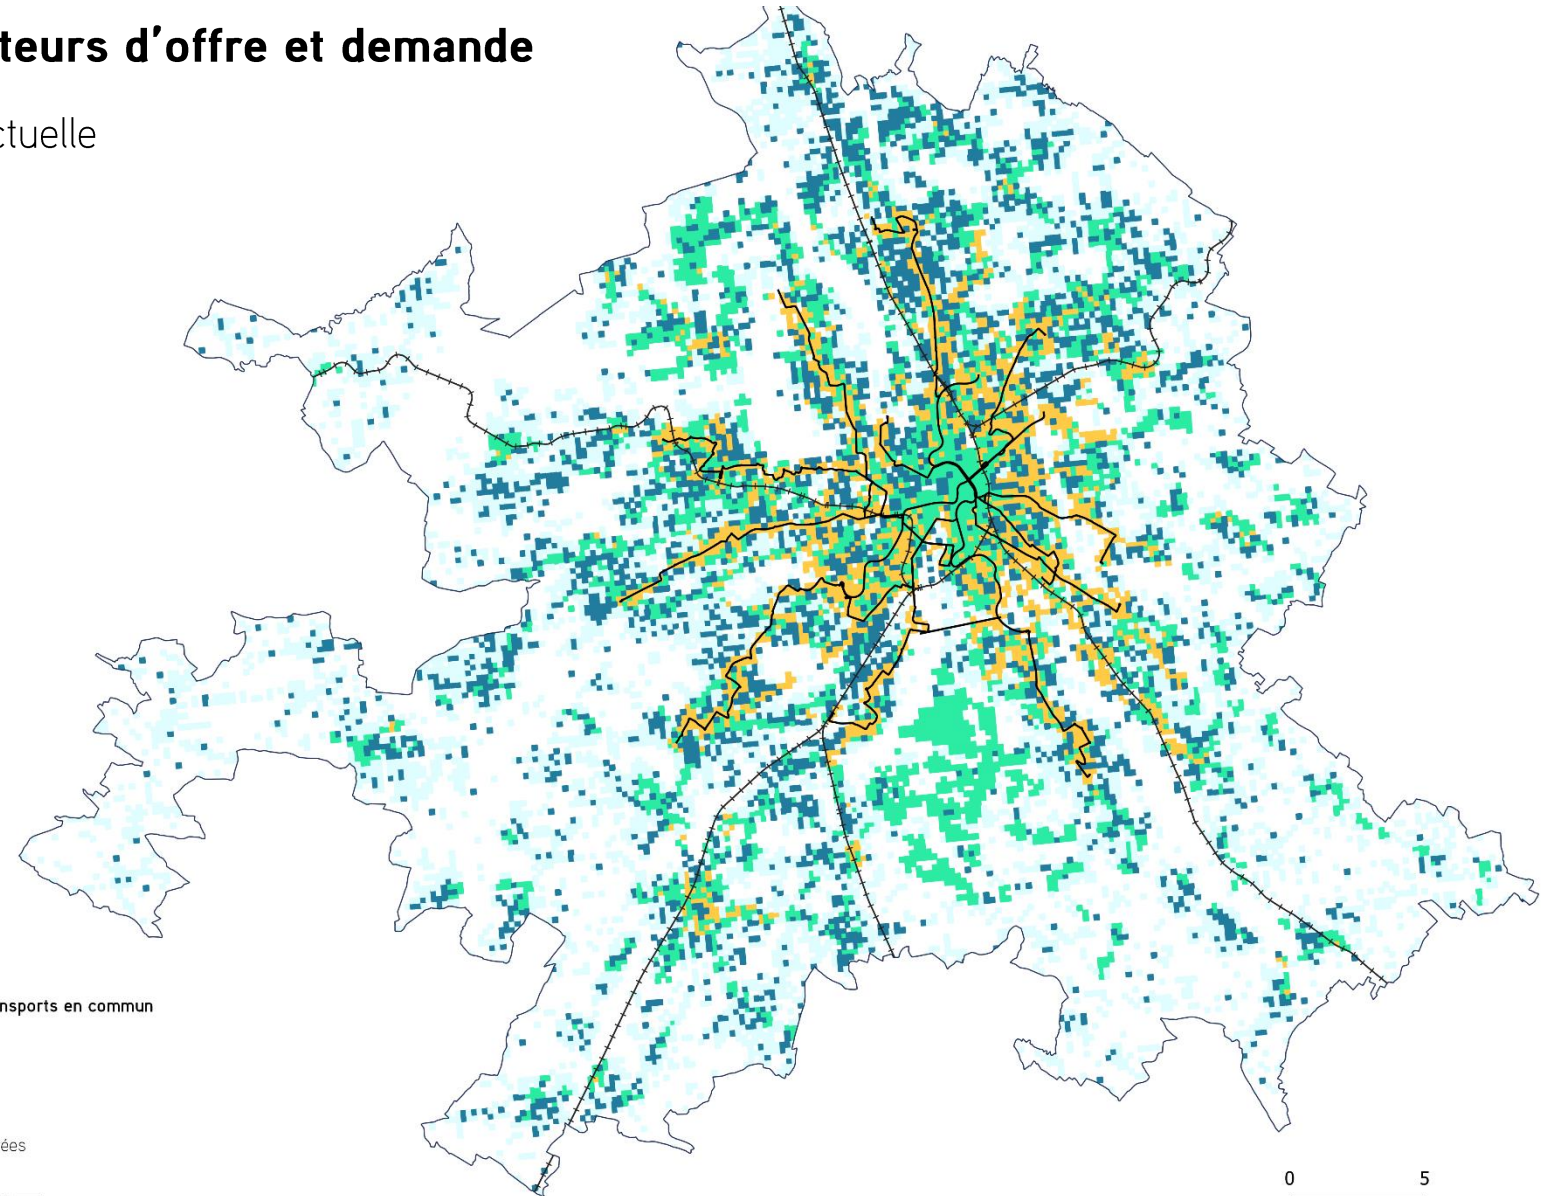 teurs d'offre et demande
ctuelle
nsports en commun
ées
0 5